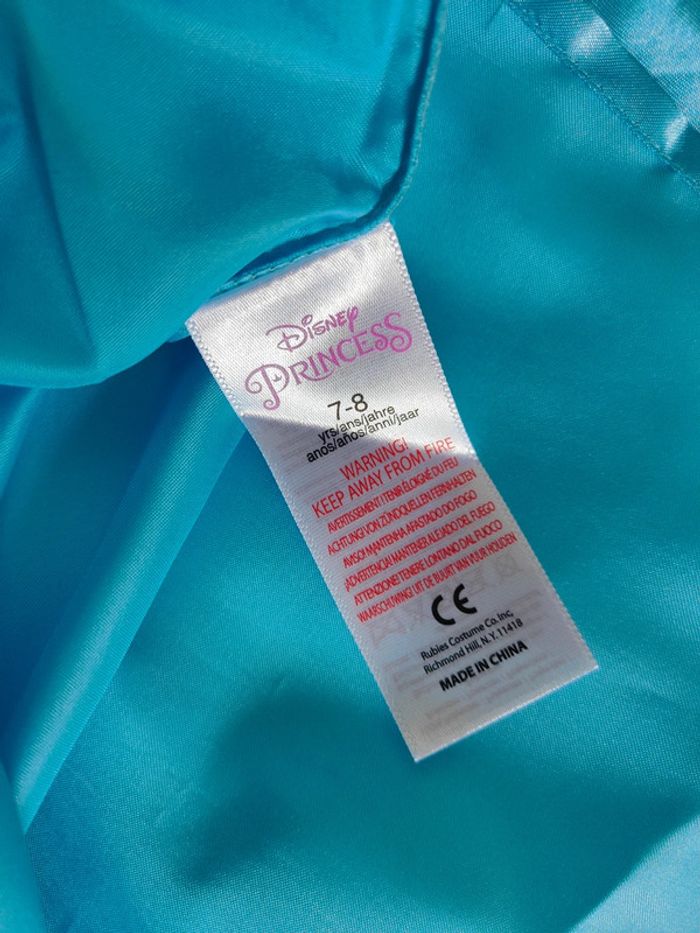 Disney
PRINCESS
7-8
yrs/ans/jahre
anos/años/anni/jaar
WARNING!
KEEP AWAY FROM FIRE
AVERTISSEMENT! TENIR ÉLOIGNÉ DU FEU
ACHTUNG! VON ZÜNDQUELLEN FERNHALTEN
AVISO! MANTENHA AFASTADO DO FOGO
¡ADVERTENCIA! MANTENER ALEJADO DEL FUEGO
ATTENZIONE! TENERE LONTANO DAL FUOCO
WAARSCHUWING! UIT DE BUURT VAN VUUR HOUDEN
CE
Rubies Costume Co. Inc,
Richmond Hill, N.Y. 11418
MADE IN CHINA